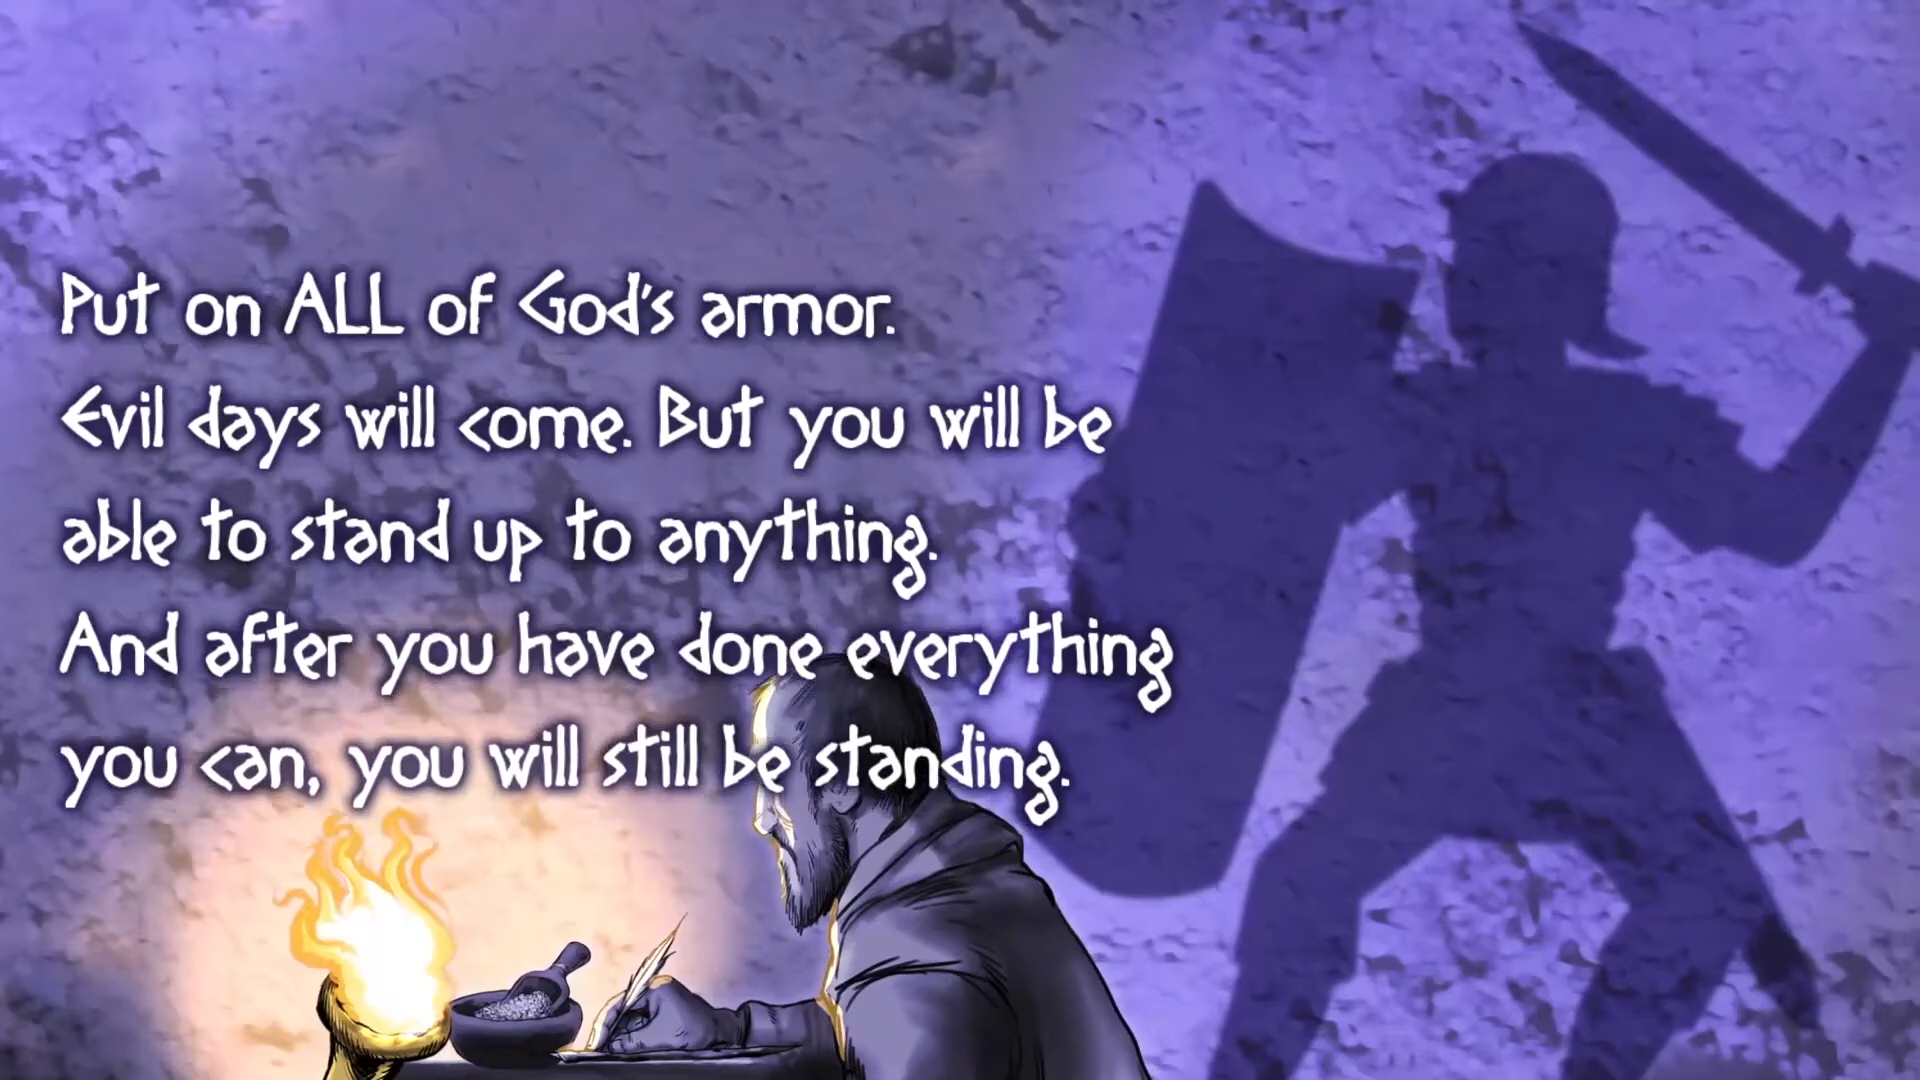 Put on ALL of God's armor.
Evil days will come. But you will be
able to stand up to anything.
And after you have done everything
you can, you will still be standing.